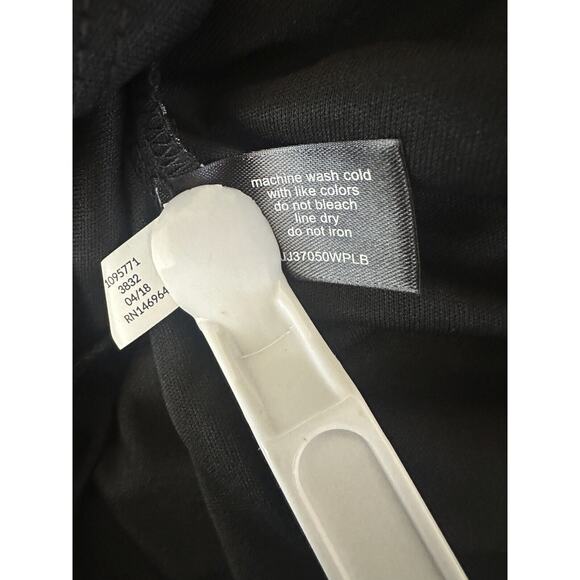 machine wash cold
with like colors
do not bleach
line dry
do not iron
JJ37050WPLB
1095771
3832
04/18
RN146964